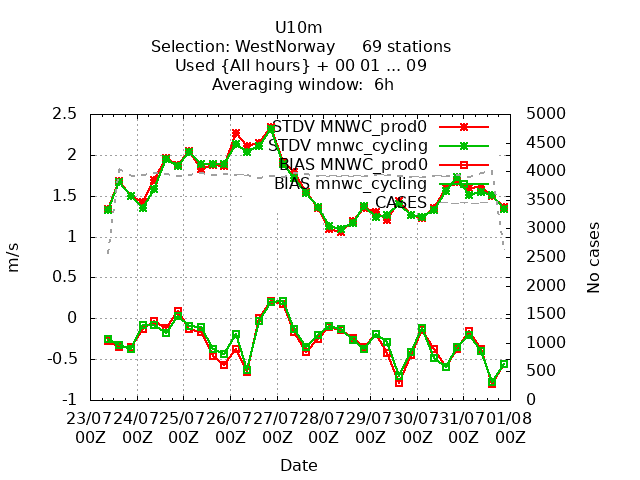 U10m
Selection: WestNorway 69 stations
Used {All hours} + 00 01 ... 09
Averaging window: 6h
2.5
2
1.5
1
0.5
0
-0.5
-1
m/s
STDV MNWC_prod0
STDV mnwc_cycling
BIAS MNWC_prod0
BIAS mnwc_cycling
CASES
5000
4500
4000
3500
3000
2500
2000
1500
1000
500
0
No cases
23/07 24/07 25/07 26/07 27/07 28/07 29/07 30/07 31/07 01/08
00Z 00Z 00Z 00Z 00Z 00Z 00Z 00Z 00Z 00Z
Date